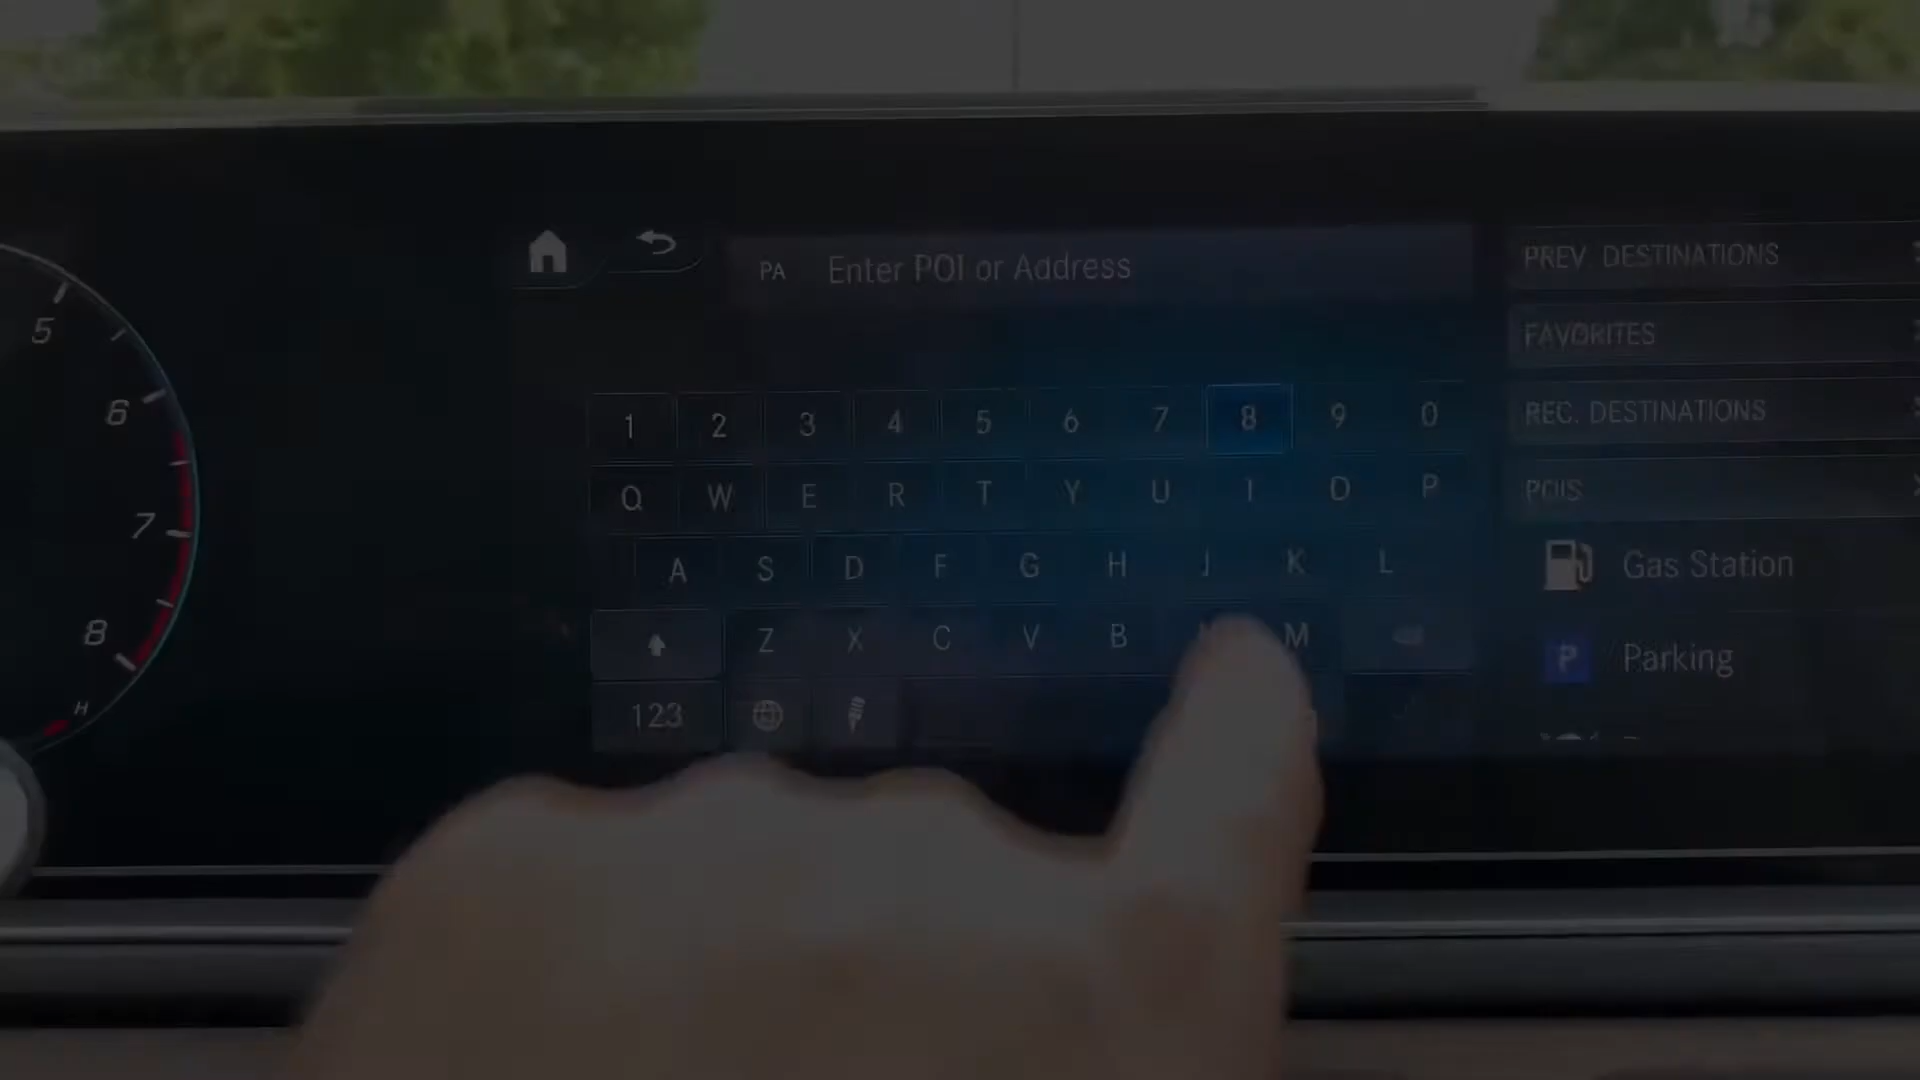 PA Enter POI or Address
1 2 3 4 5 6 7 8 9 0
Q W E R T Y U I O P
A S D F G H J K L
Z X C V B M
123
PREV DESTINATIONS
FAVORITES
REC. DESTINATIONS
POIS
Gas Station
P Parking
5
6
7
8
H